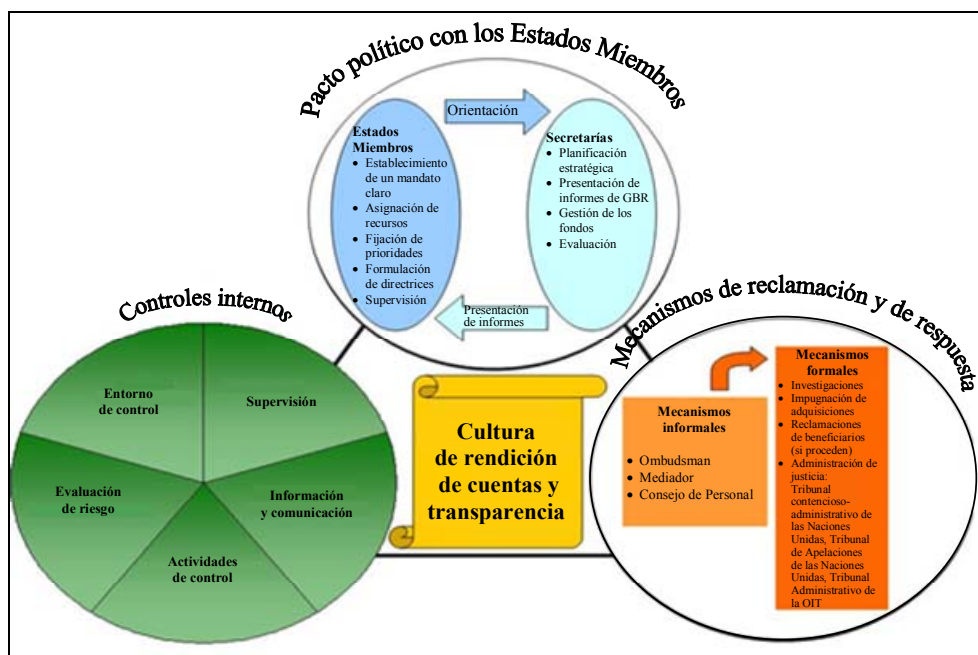 Pacto político con los Estados Miembros
Orientación
Estados
Miembros
• Establecimiento
de un mandato
claro
• Asignación de
recursos
• Fijación de
prioridades
• Formulación
de directrices
• Supervisión
Secretarías
• Planificación
estratégica
• Presentación de
informes de GBR
• Gestión de los
fondos
• Evaluación
Presentación
de informes
Controles internos
Entorno
de control
Supervisión
Evaluación
de riesgo
Información
y comunicación
Actividades
de control
Cultura
de rendición
de cuentas y
transparencia
Mecanismos de reclamación y de respuesta
Mecanismos
informales
• Ombudsman
• Mediador
• Consejo de Personal
Mecanismos
formales
• Investigaciones
• Impugnación de
adquisiciones
• Reclamaciones
de beneficiarios
(si proceden)
• Administración de
justicia:
Tribunal
contencioso-
administrativo de
las Naciones
Unidas, Tribunal
de Apelaciones
de las Naciones
Unidas, Tribunal
Administrativo de
la OIT